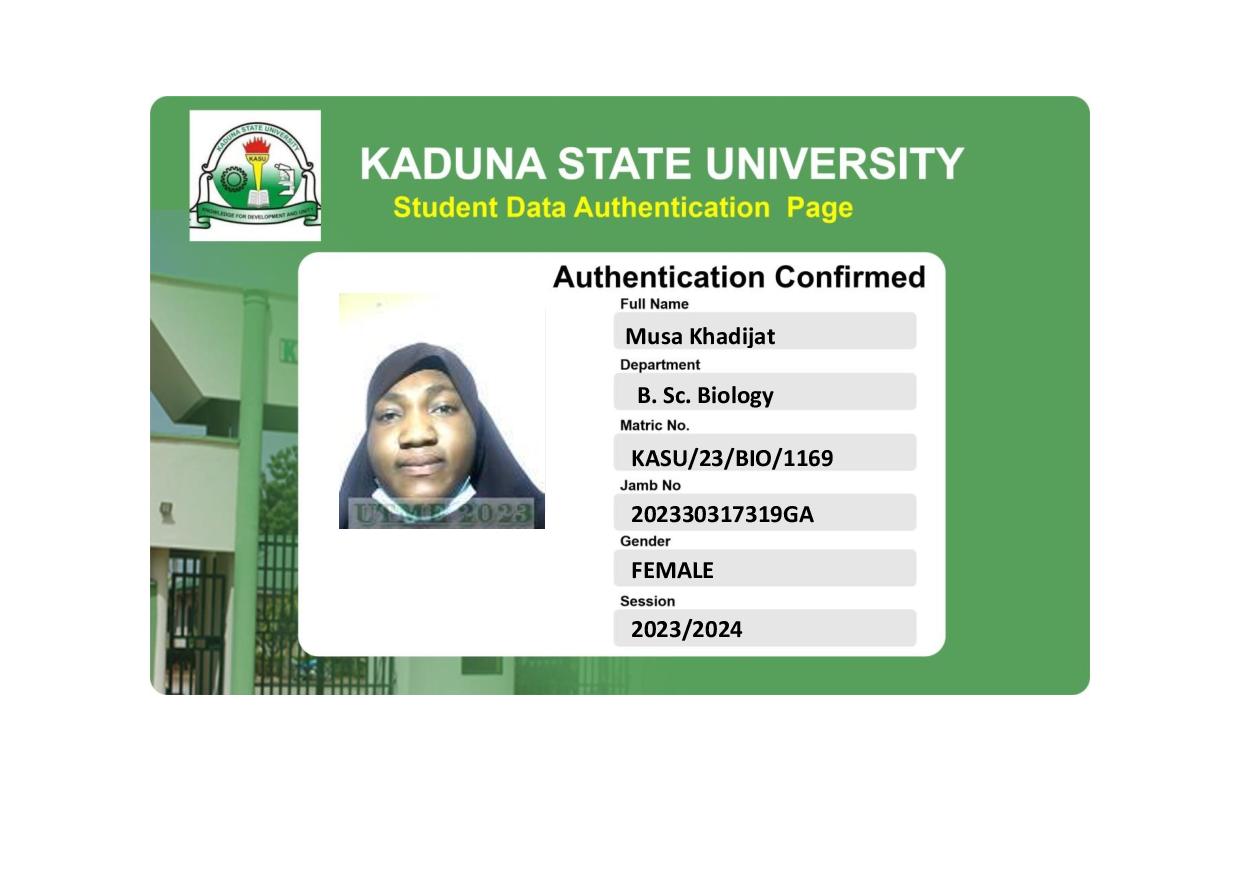 KADUNA STATE UNIVERSITY
KASU
KNOWLEDGE FOR DEVELOPMENT AND UNITY
KADUNA STATE UNIVERSITY
Student Data Authentication Page
Authentication Confirmed
Full Name
Musa Khadijat
Department
B. Sc. Biology
Matric No.
KASU/23/BIO/1169
Jamb No
202330317319GA
Gender
FEMALE
Session
2023/2024
UTME 2023
K